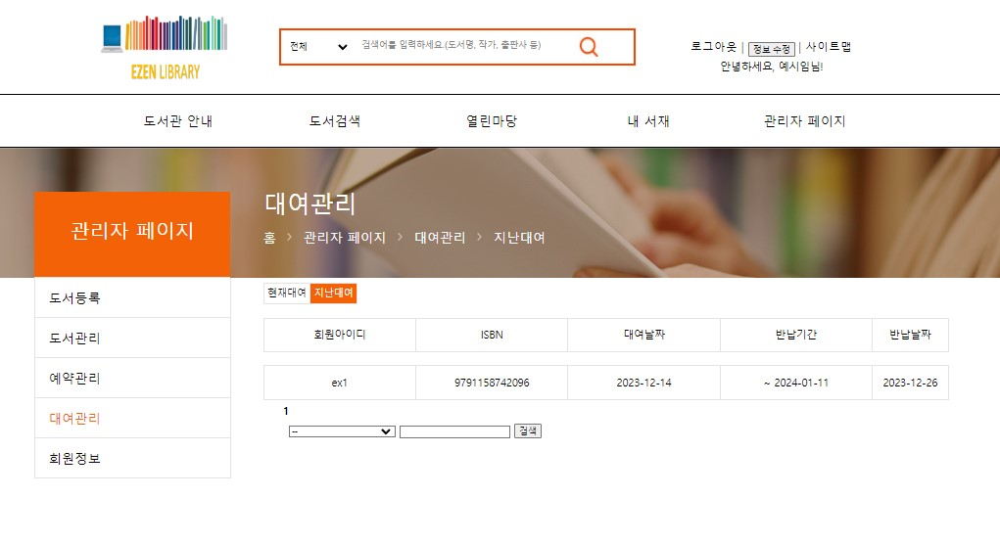 EZEN LIBRARY
전체 검색어를 입력하세요.(도서명, 작가, 출판사 등)
로그아웃 | 정보 수정 | 사이트맵
안녕하세요, 예시임님!
도서관 안내 도서검색 열린마당 내 서재 관리자 페이지
관리자 페이지
도서등록
도서관리
예약관리
대여관리
회원정보
대여관리
홈 > 관리자 페이지 > 대여관리 > 지난대여
현재대여 지난대여
회원아이디 ISBN 대여날짜 반납기간 반납날짜
ex1 9791158742096 2023-12-14 ~ 2024-01-11 2023-12-26
1
-- 검색